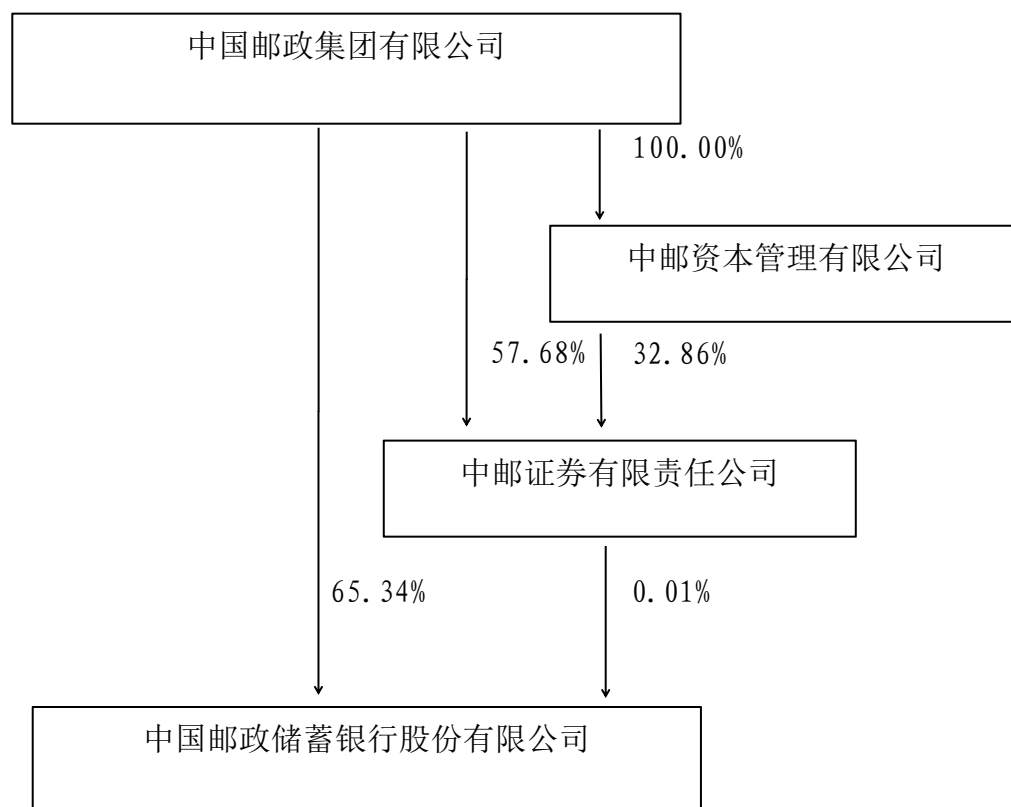 中国邮政集团有限公司
100.00%
中邮资本管理有限公司
57.68%
32.86%
中邮证券有限责任公司
65.34%
0.01%
中国邮政储蓄银行股份有限公司